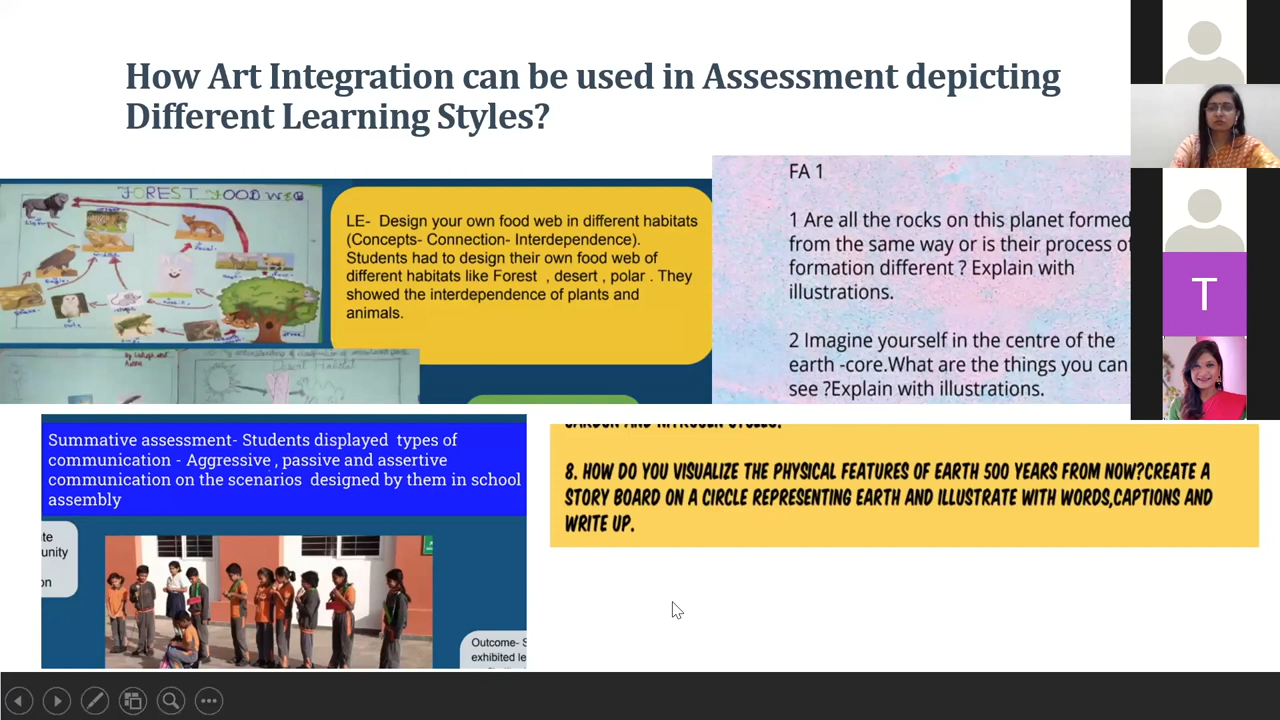 How Art Integration can be used in Assessment depicting
Different Learning Styles?
FOREST FOOD WEB
LE- Design your own food web in different habitats
(Concepts- Connection- Interdependence).
Students had to design their own food web of
different habitats like Forest , desert , polar . They
showed the interdependence of plants and
animals.
Desert Habitat
FA 1
1 Are all the rocks on this planet formed
from the same way or is their process of
formation different ? Explain with
illustrations.
2 Imagine yourself in the centre of the
earth -core.What are the things you can
see ?Explain with illustrations.
T
Summative assessment- Students displayed types of
communication - Aggressive , passive and assertive
communication on the scenarios designed by them in school
assembly
Outcome- S
exhibited le
CARBON AND NITROGEN CYCLES.
8. HOW DO YOU VISUALIZE THE PHYSICAL FEATURES OF EARTH 500 YEARS FROM NOW?CREATE A
STORY BOARD ON A CIRCLE REPRESENTING EARTH AND ILLUSTRATE WITH WORDS,CAPTIONS AND
WRITE UP.